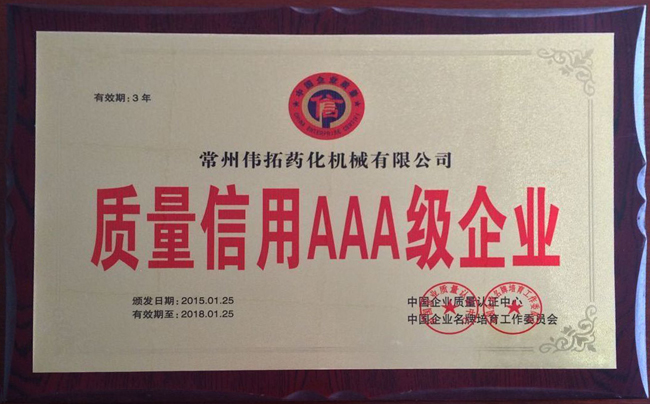 有效期:3年
信
常州伟拓药化机械有限公司
质量信用AAA级企业
颁发日期:2015.01.25
有效期至:2018.01.25
中国企业质量认证中心
中国企业名牌培育工作委员会